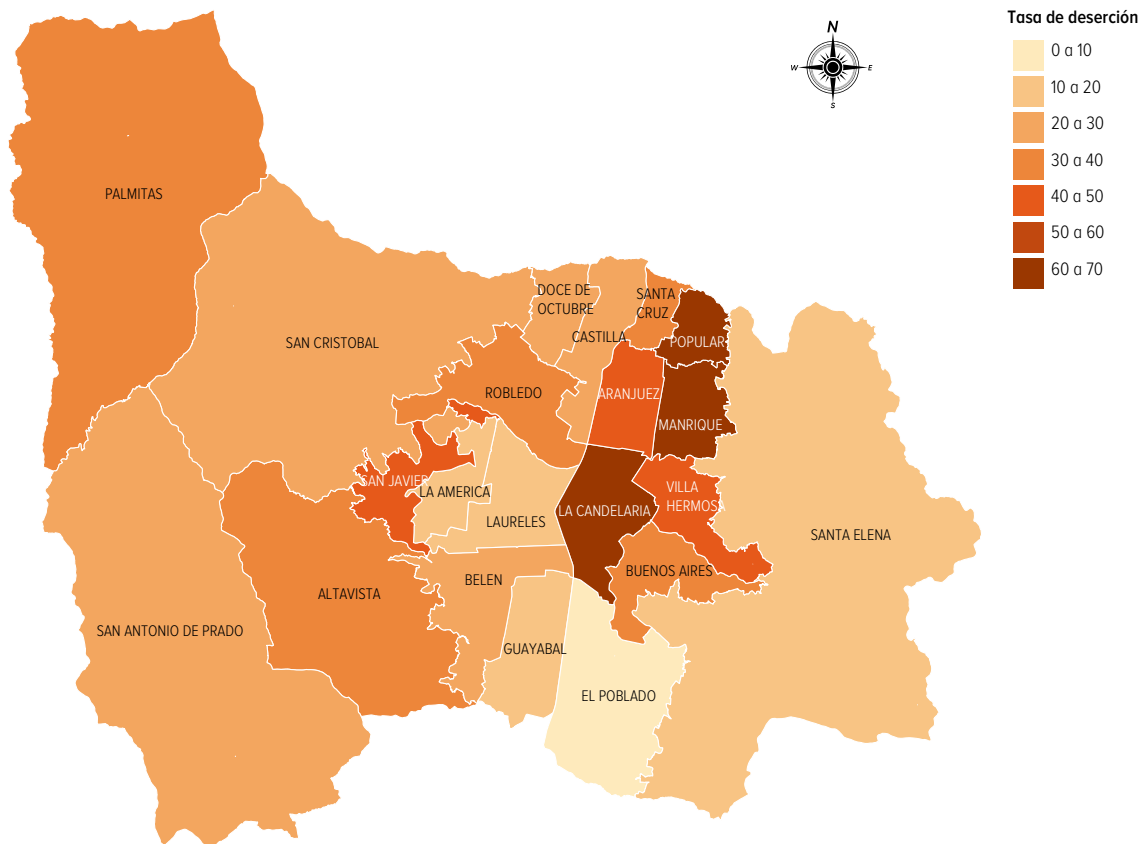 Tasa de deserción
0 a 10
10 a 20
20 a 30
30 a 40
40 a 50
50 a 60
60 a 70
N
W
E
S
PALMITAS
SAN CRISTOBAL
DOCE DE
OCTUBRE
CASTILLA
SANTA
CRUZ
POPULAR
ROBLEDO
ARANJUEZ
MANRIQUE
SAN JAVIER
LA AMERICA
LAURELES
LA CANDELARIA
VILLA
HERMOSA
SANTA ELENA
ALTAVISTA
BELEN
BUENOS AIRES
SAN ANTONIO DE PRADO
GUAYABAL
EL POBLADO